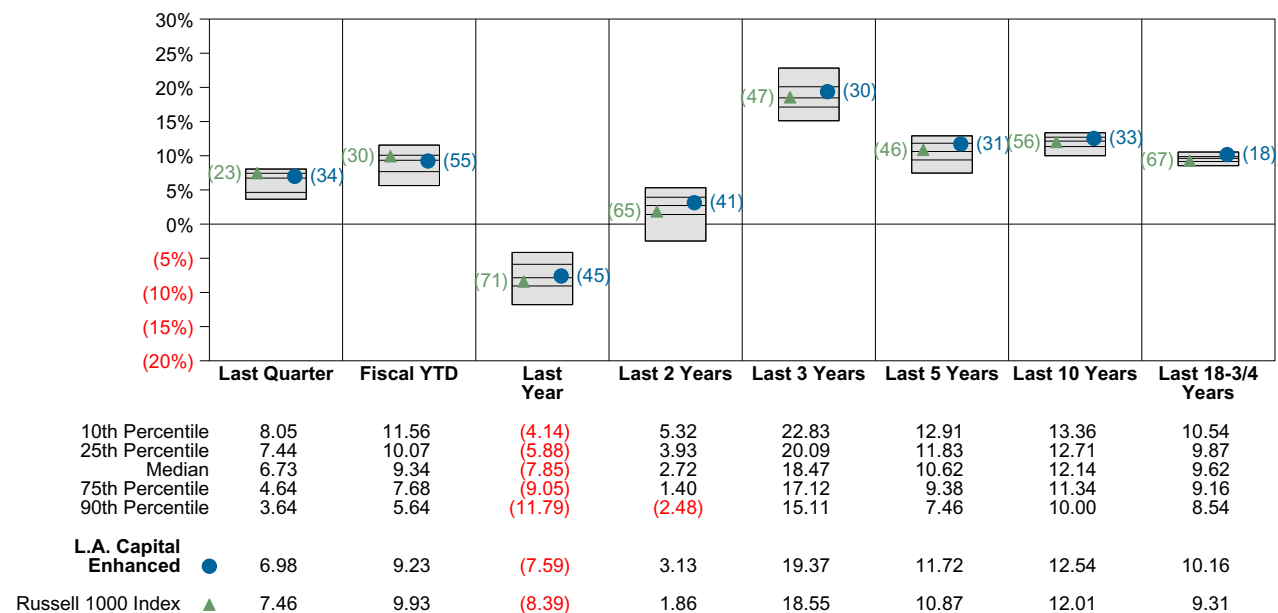 30%
25%
20%
15%
10%
5%
0%
(5%)
(10%)
(15%)
(20%)
(23) (34)
(30) (55)
(71) (45)
(65) (41)
(47) (30)
(46) (31)
(56) (33)
(67) (18)
Last Quarter Fiscal YTD Last Last 2 Years Last 3 Years Last 5 Years Last 10 Years Last 18-3/4
Year Years
10th Percentile 8.05 11.56 (4.14) 5.32 22.83 12.91 13.36 10.54
25th Percentile 7.44 10.07 (5.88) 3.93 20.09 11.83 12.71 9.87
Median 6.73 9.34 (7.85) 2.72 18.47 10.62 12.14 9.62
75th Percentile 4.64 7.68 (9.05) 1.40 17.12 9.38 11.34 9.16
90th Percentile 3.64 5.64 (11.79) (2.48) 15.11 7.46 10.00 8.54
L.A. Capital
Enhanced 6.98 9.23 (7.59) 3.13 19.37 11.72 12.54 10.16
Russell 1000 Index 7.46 9.93 (8.39) 1.86 18.55 10.87 12.01 9.31